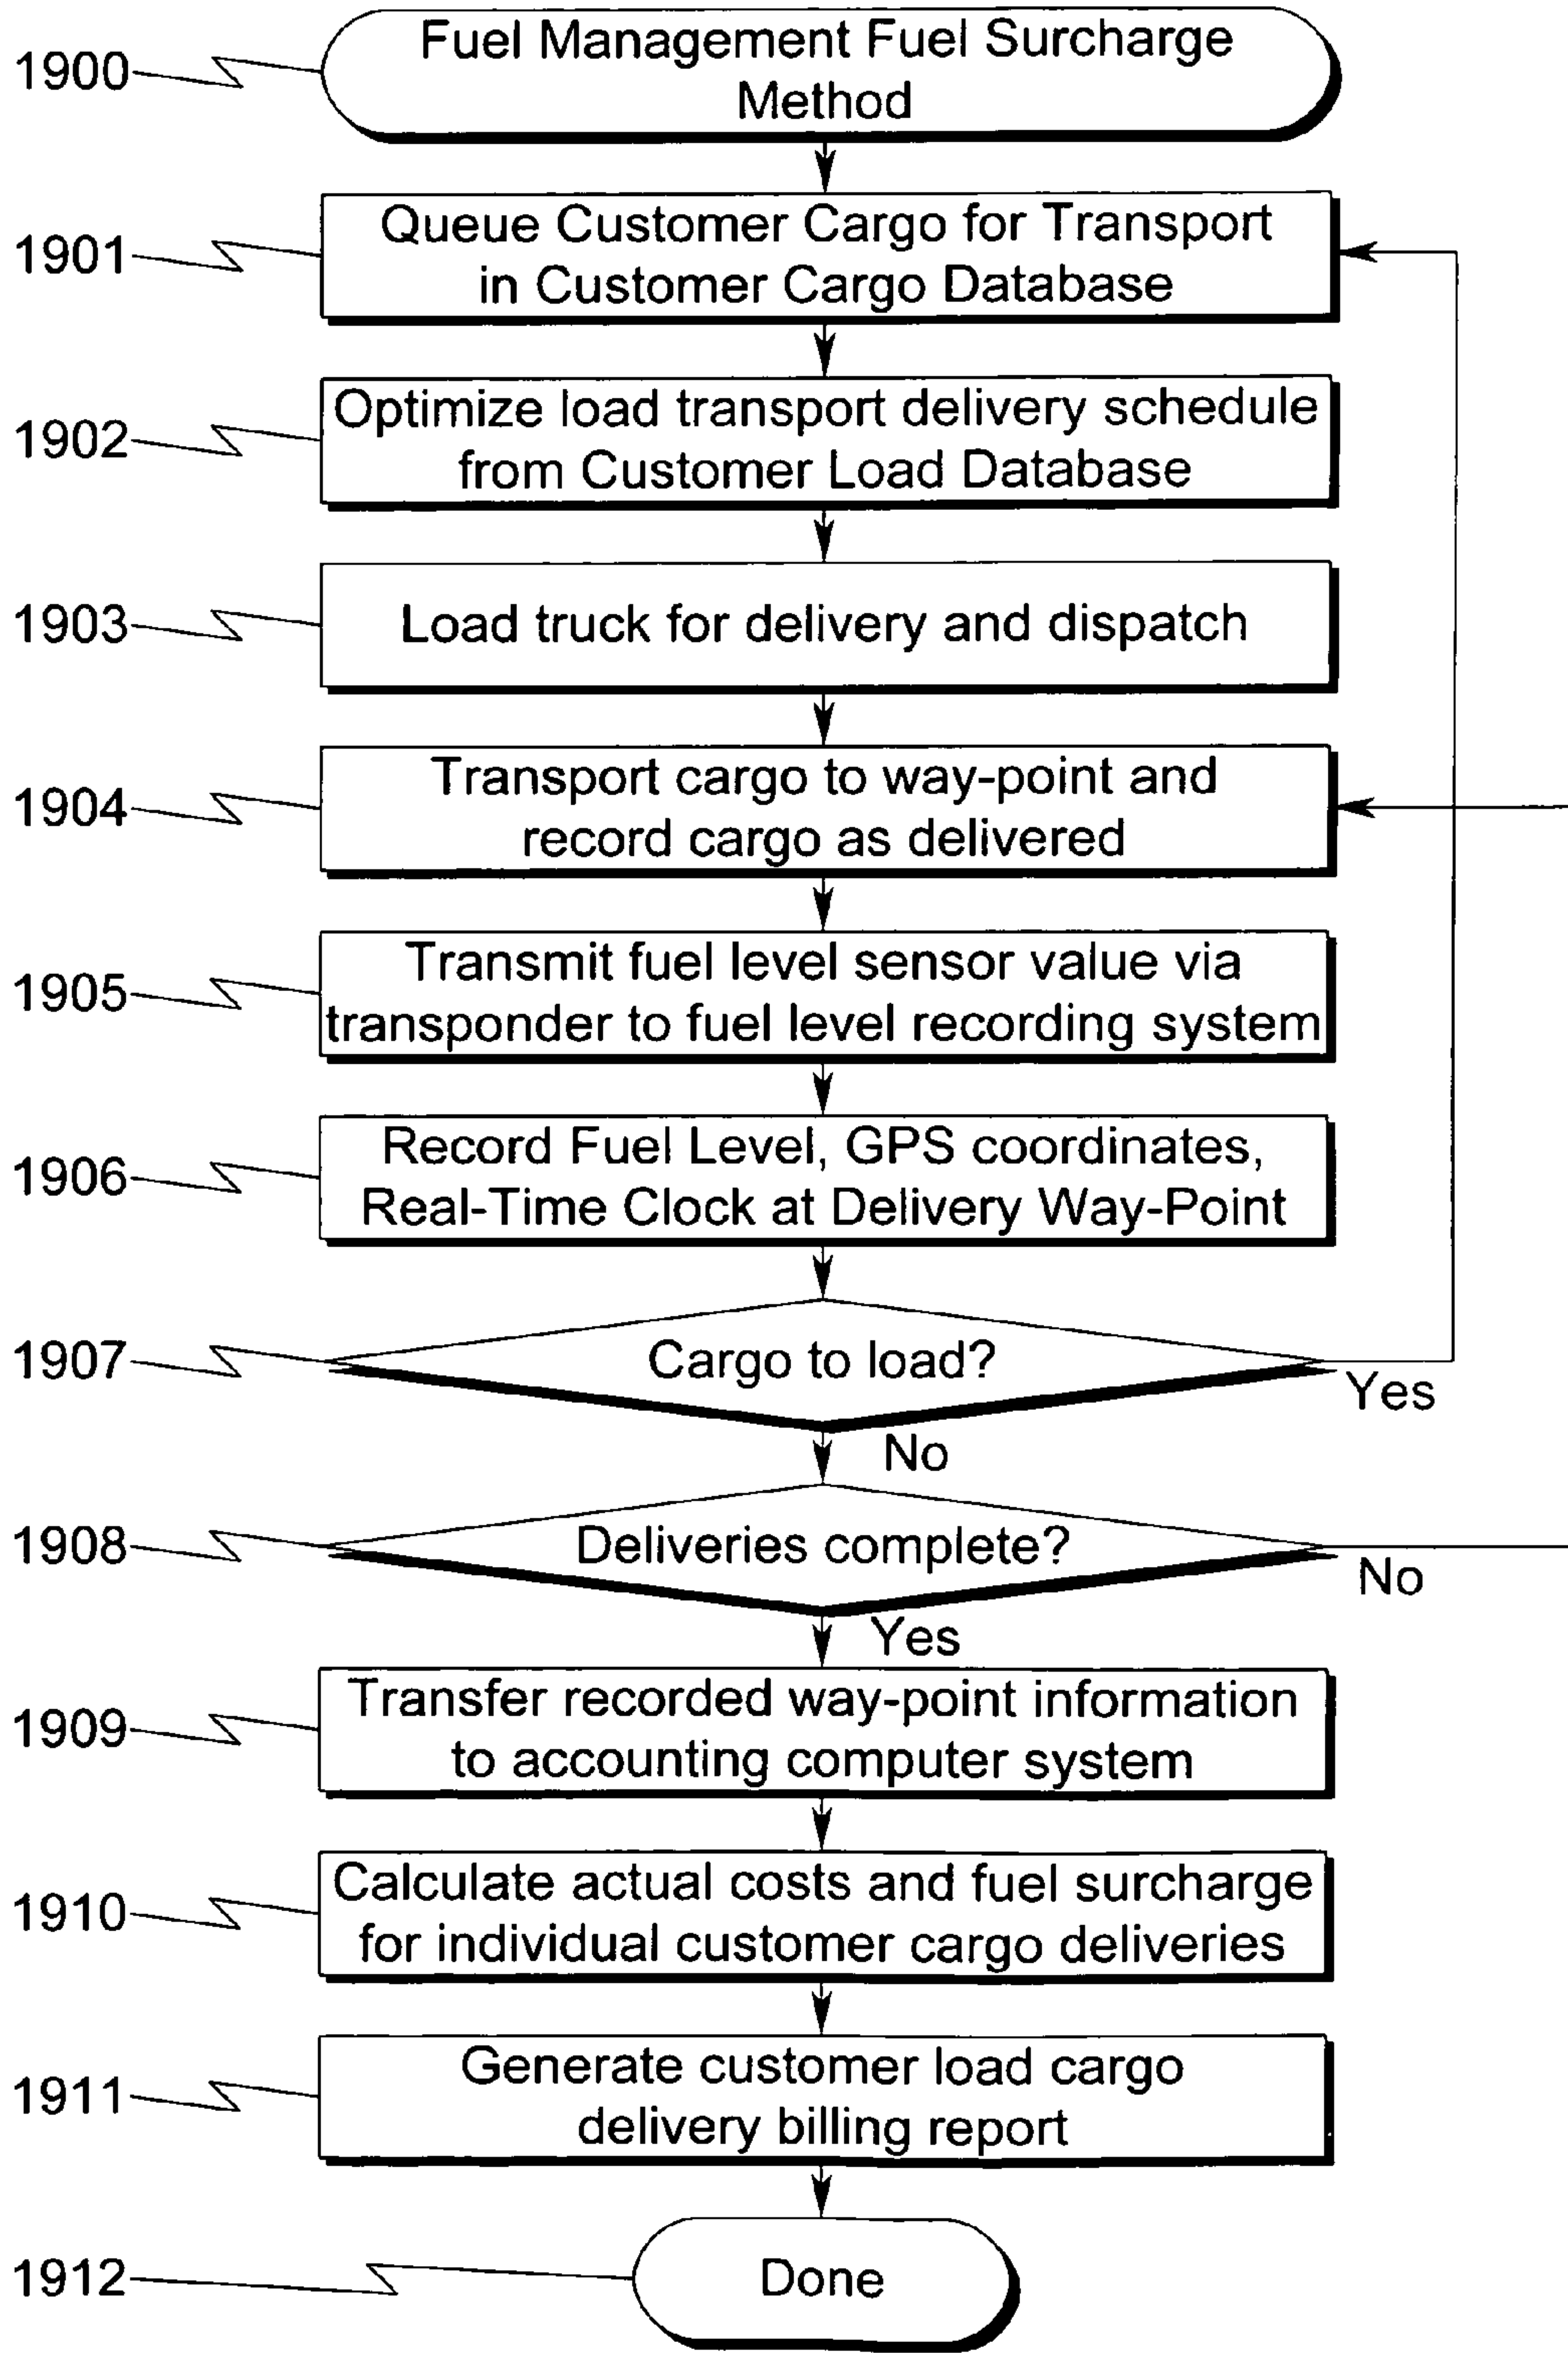 1900
Fuel Management Fuel Surcharge
Method
1901
Queue Customer Cargo for Transport
in Customer Cargo Database
1902
Optimize load transport delivery schedule
from Customer Load Database
1903
Load truck for delivery and dispatch
1904
Transport cargo to way-point and
record cargo as delivered
1905
Transmit fuel level sensor value via
transponder to fuel level recording system
1906
Record Fuel Level, GPS coordinates,
Real-Time Clock at Delivery Way-Point
1907
Cargo to load?
Yes
No
1908
Deliveries complete?
No
Yes
1909
Transfer recorded way-point information
to accounting computer system
1910
Calculate actual costs and fuel surcharge
for individual customer cargo deliveries
1911
Generate customer load cargo
delivery billing report
1912
Done